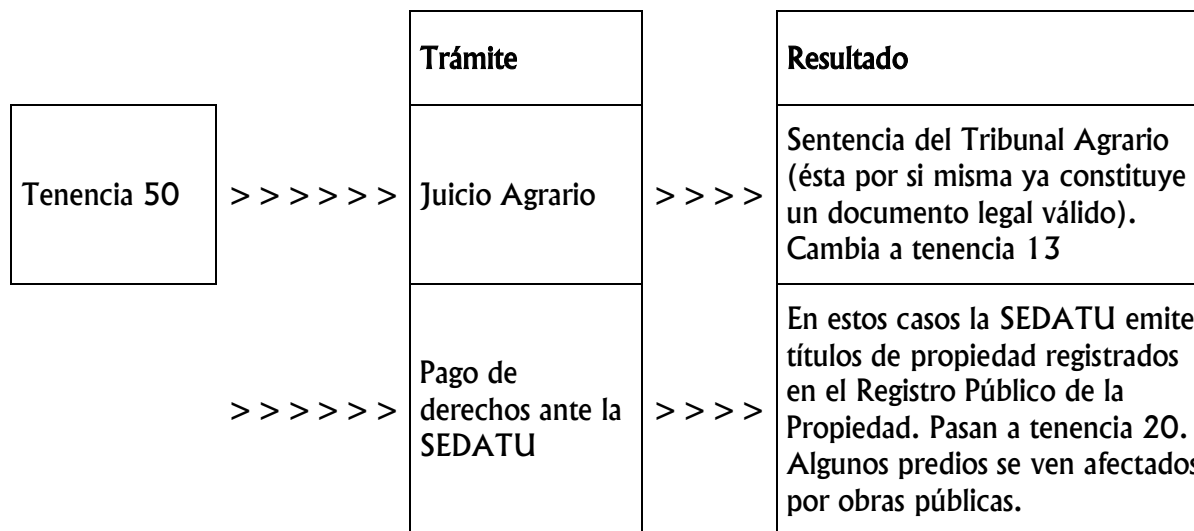 Trámite
Resultado
Tenencia 50
> > > > > >
Juicio Agrario
> > > >
Sentencia del Tribunal Agrario
(ésta por si misma ya constituye
un documento legal válido).
Cambia a tenencia 13
> > > > > >
Pago de
derechos ante la
SEDATU
> > > >
En estos casos la SEDATU emite
títulos de propiedad registrados
en el Registro Público de la
Propiedad. Pasan a tenencia 20.
Algunos predios se ven afectados
por obras públicas.